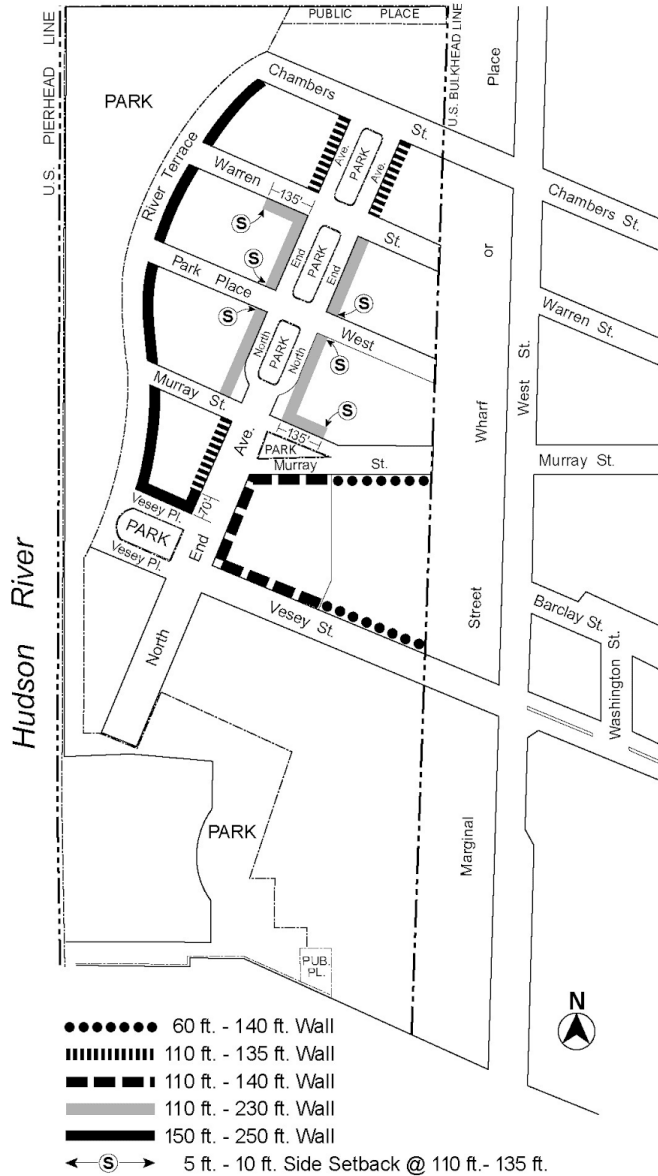 PUBLIC PLACE
U.S. PIERHEAD LINE
U.S. BULKHEAD LINE
PARK
Chambers St.
Place
River Terrace
Warren St.
135'
Ave.
PARK
Ave.
Chambers St.
S
S
End
PARK
End
or
Park Place West
S
S
S
Warren St.
North
PARK
North
West St.
Murray St.
S
Wharf
Ave.
135'
PARK
Murray St.
Murray St.
70'
Vesey Pl.
PARK
Vesey Pl.
End
Vesey St.
Street
Barclay St.
Washington St.
Hudson River
North
PARK
Marginal
PUB.
PL.
N
60 ft. - 140 ft. Wall
110 ft. - 135 ft. Wall
110 ft. - 140 ft. Wall
110 ft. - 230 ft. Wall
150 ft. - 250 ft. Wall
S 5 ft. - 10 ft. Side Setback @ 110 ft.- 135 ft.